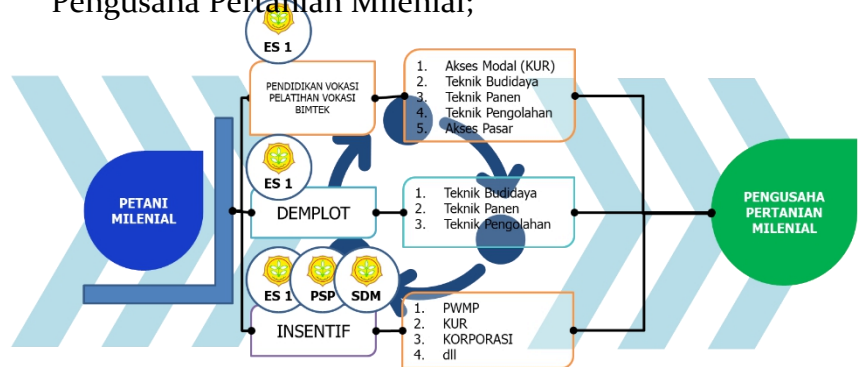 Pengusaha Pertanian Milenial;
ES 1
PENDIDIKAN VOKASI
PELATIHAN VOKASI
BIMTEK
1. Akses Modal (KUR)
2. Teknik Budidaya
3. Teknik Panen
4. Teknik Pengolahan
5. Akses Pasar
PETANI
MILENIAL
ES 1
DEMPLOT
1. Teknik Budidaya
2. Teknik Panen
3. Teknik Pengolahan
PENGUSAHA
PERTANIAN
MILENIAL
ES 1
PSP
SDM
INSENTIF
1. PWMP
2. KUR
3. KORPORASI
4. dll